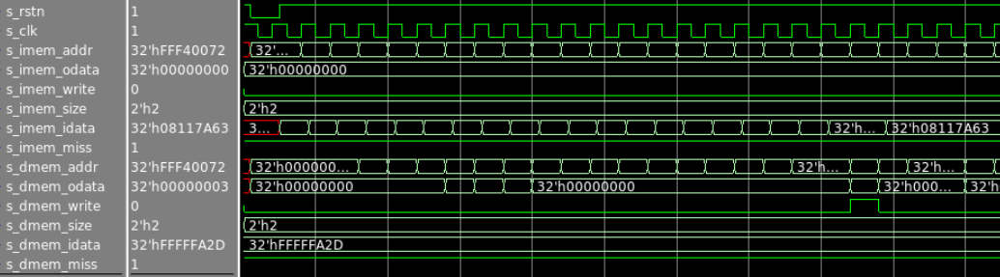 s_rstn 1
s_clk 1
s_imem_addr 32'hFFF40072 32'...
s_imem_odata 32'h00000000 32'h00000000
s_imem_write 0
s_imem_size 2'h2 2'h2
s_imem_idata 32'h08117A63 3... 32'h... 32'h08117A63
s_imem_miss 1
s_dmem_addr 32'hFFF40072 32'h000000... 32'h... 32'h...
s_dmem_odata 32'h00000003 32'h00000000 32'h00000000 32'h000... 32'h
s_dmem_write 0
s_dmem_size 2'h2 2'h2
s_dmem_idata 32'hFFFFFA2D 32'hFFFFFA2D
s_dmem_miss 1